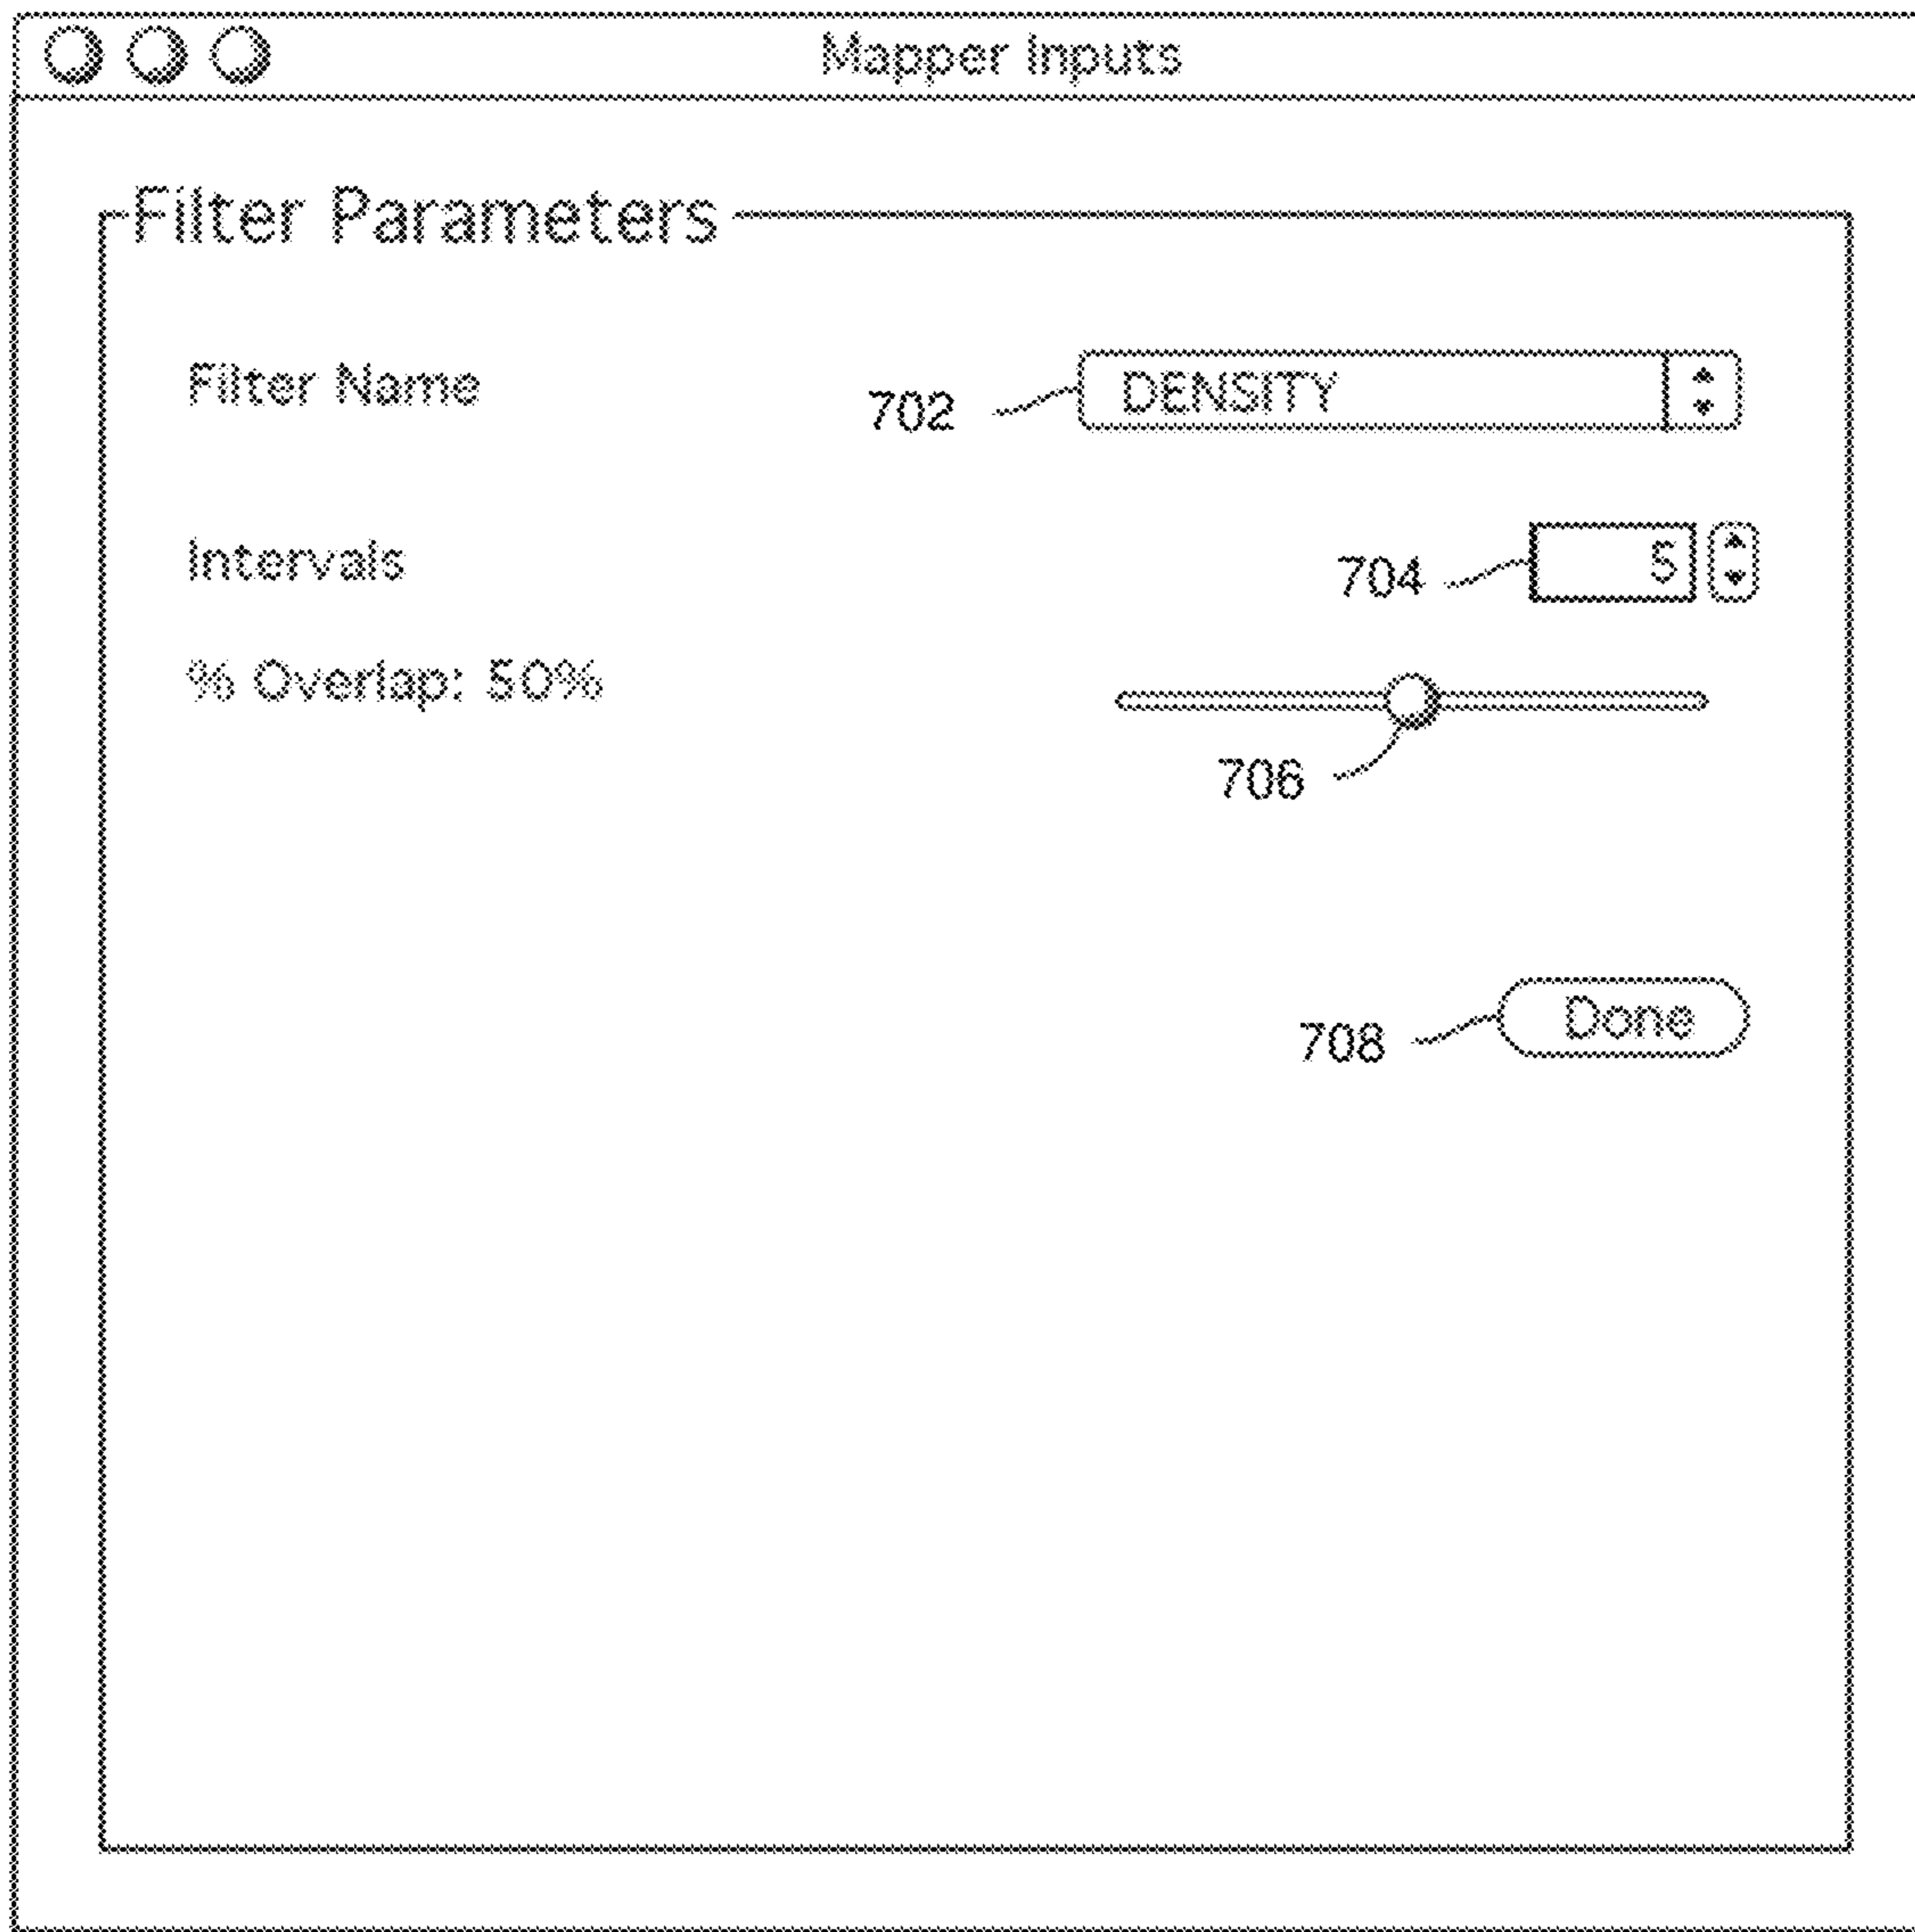 Mapper Inputs
Filter Parameters
Filter Name
702
DENSITY
Intervals
704
5
% Overlap: 50%
706
708
Done